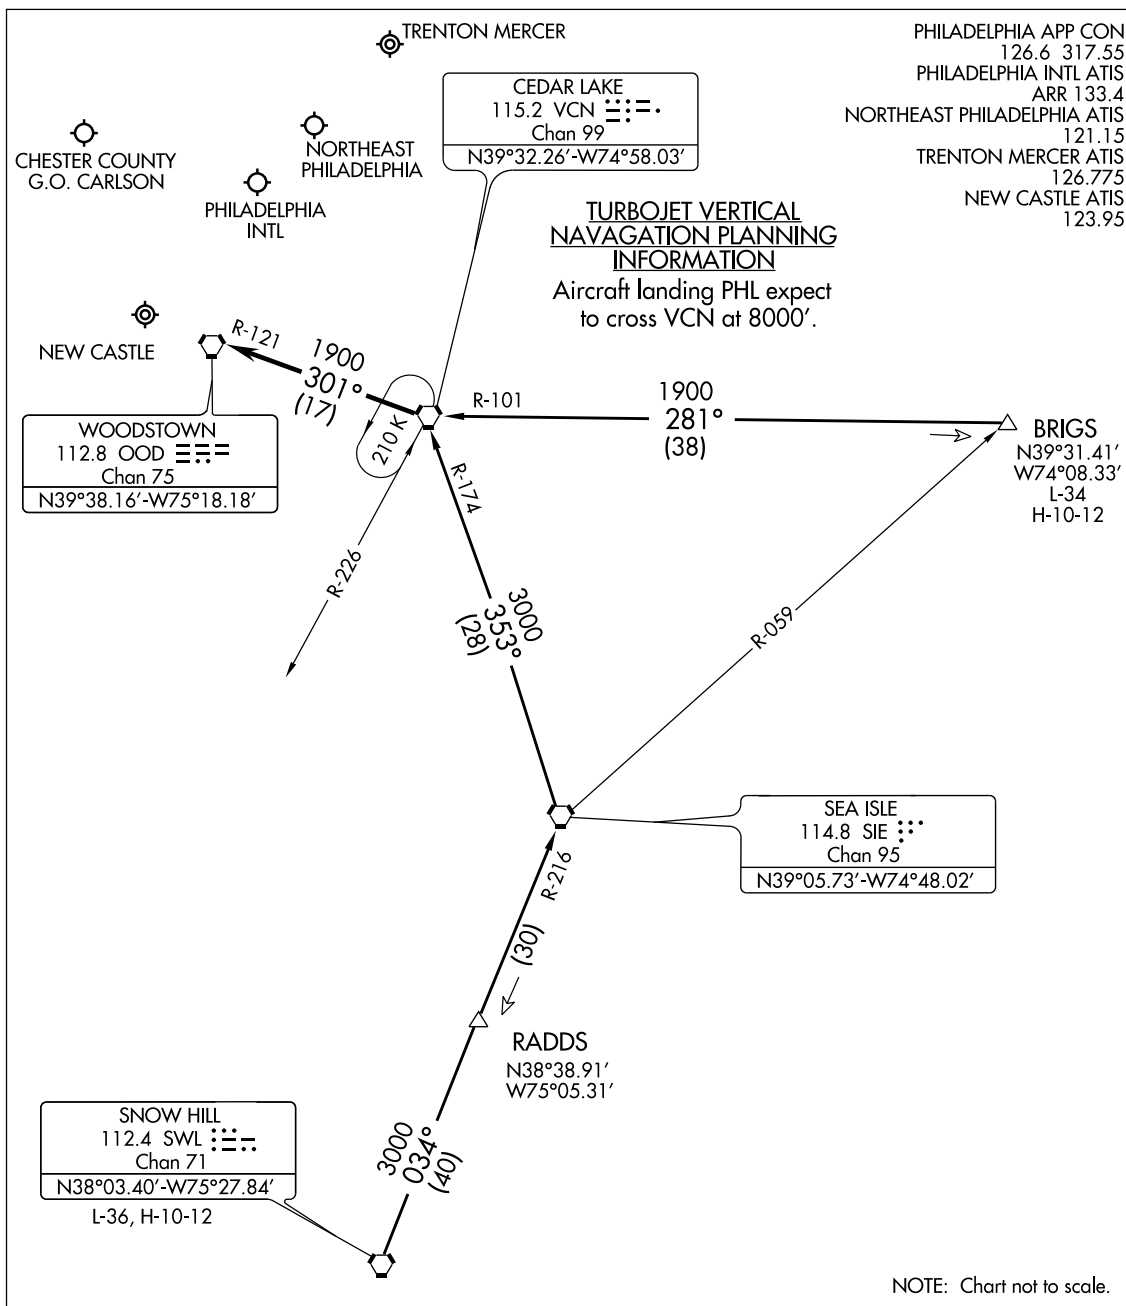 TRENTON MERCER
PHILADELPHIA APP CON
126.6 317.55
PHILADELPHIA INTL ATIS
ARR 133.4
NORTHEAST PHILADELPHIA ATIS
121.15
TRENTON MERCER ATIS
126.775
NEW CASTLE ATIS
123.95
CEDAR LAKE
115.2 VCN
Chan 99
N39°32.26′-W74°58.03′
CHESTER COUNTY
G.O. CARLSON
NORTHEAST
PHILADELPHIA
PHILADELPHIA
INTL
TURBOJET VERTICAL
NAVAGATION PLANNING
INFORMATION
Aircraft landing PHL expect
to cross VCN at 8000′.
NEW CASTLE
R-121
1900
301°
(17)
210 K
R-101
1900
281°
(38)
BRIGS
N39°31.41′
W74°08.33′
L-34
H-10-12
WOODSTOWN
112.8 OOD
Chan 75
N39°38.16′-W75°18.18′
R-174
R-226
3000
353°
(28)
R-059
SEA ISLE
114.8 SIE
Chan 95
N39°05.73′-W74°48.02′
R-216
(30)
RADDS
N38°38.91′
W75°05.31′
SNOW HILL
112.4 SWL
Chan 71
N38°03.40′-W75°27.84′
L-36, H-10-12
3000
034°
(40)
NOTE: Chart not to scale.